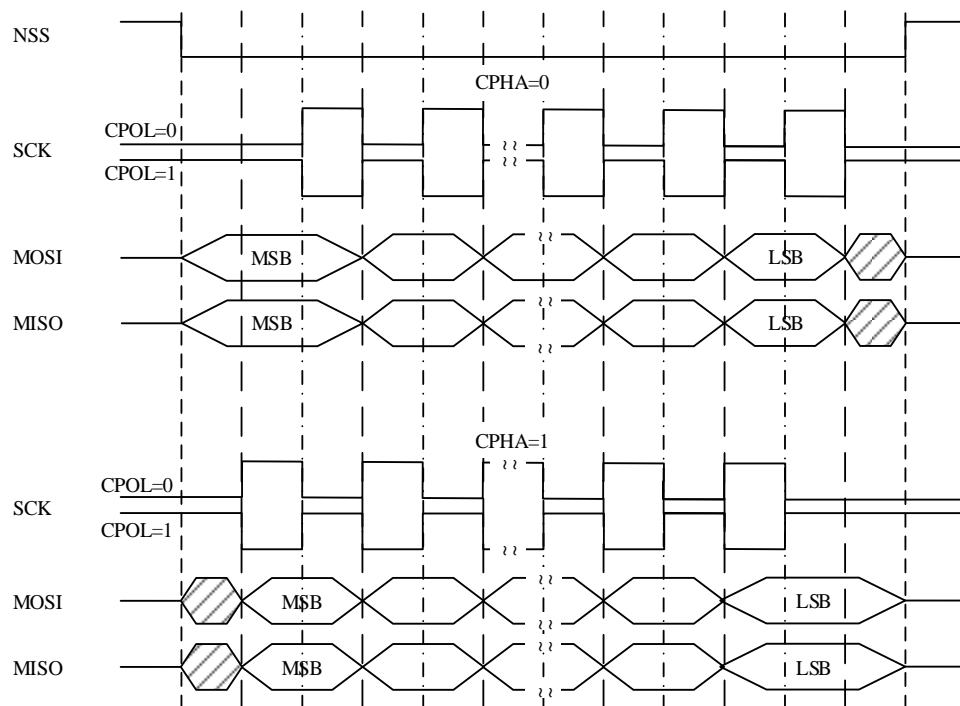 NSS
CPHA=0
CPOL=0
SCK
CPOL=1
MOSI
MSB
LSB
MISO
MSB
LSB
CPHA=1
CPOL=0
SCK
CPOL=1
MOSI
MSB
LSB
MISO
MSB
LSB